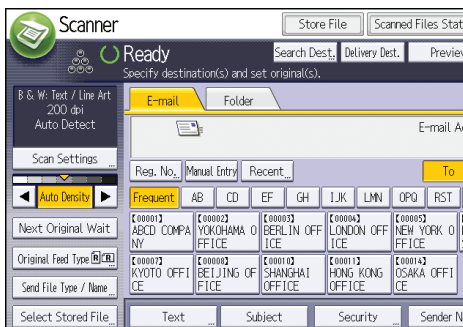 Scanner
Store File
Scanned Files Stat
Ready
Search Dest.
Delivery Dest.
Preview
Specify destination(s) and set original(s).
B & W: Text / Line Art
200 dpi
Auto Detect
E-mail
Folder
E-mail A
Scan Settings
Reg. No.
Manual Entry
Recent
To
Auto Density
Frequent
AB
CD
EF
GH
IJK
LMN
OPQ
RST
Next Original Wait
[00001]
ABCD COMPA
NY
[00002]
YOKOHAMA O
FFICE
[00003]
BERLIN OFF
ICE
[00004]
LONDON OFF
ICE
[00005]
NEW YORK O
FFICE
Original Feed Type
[00007]
KYOTO OFFI
CE
[00008]
BEIJING OF
FICE
[00010]
SHANGHAI
OFFICE
[00011]
HONG KONG
OFFICE
[00014]
OSAKA OFFI
CE
Send File Type / Name
Select Stored File
Text
Subject
Security
Sender N